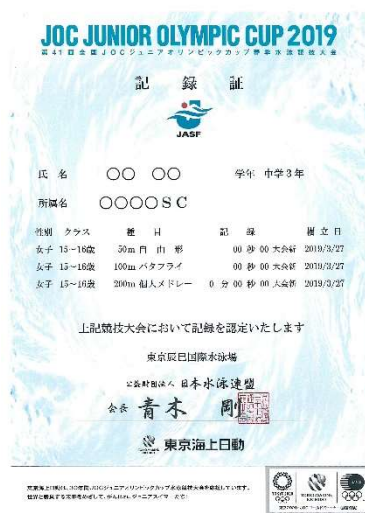 JOC JUNIOR OLYMPIC CUP 2019
第41回全国JOCジュニアオリンピックカップ春季水泳競技大会
記録証
JASF
氏 名 〇〇 〇〇 学年 中学3年
所属名 〇〇〇〇SC
性別 クラス 種 目 記 録 樹立日
女子 15~16歳 50m 自 由 形 00 秒 00 大会新 2019/3/27
女子 15~16歳 100m バタフライ 00 秒 00 大会新 2019/3/27
女子 15~16歳 200m 個人メドレー 0 分 00 秒 00 大会新 2019/3/27
上記競技大会において記録を認定いたします
東京辰巳国際水泳場
公益財団法人 日本水泳連盟
会長 青木 剛
東京海上日動